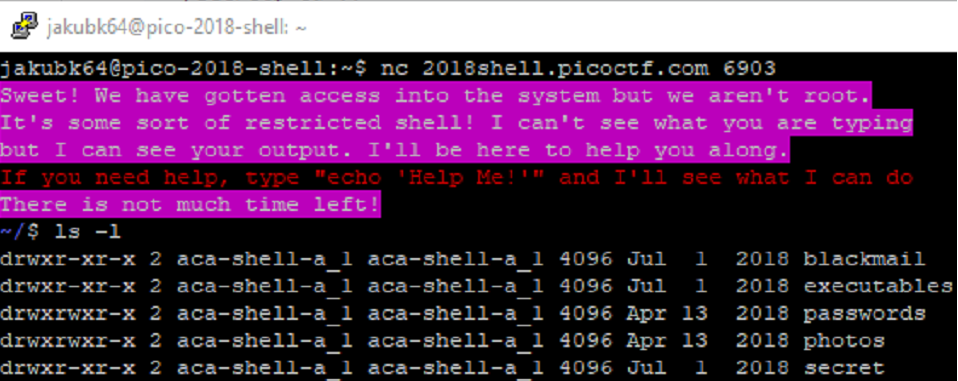 jakubk64@pico-2018-shell: ~
jakubk64@pico-2018-shell:~$ nc 2018shell.picoctf.com 6903
Sweet! We have gotten access into the system but we aren't root.
It's some sort of restricted shell! I can't see what you are typing
but I can see your output. I'll be here to help you along.
If you need help, type "echo 'Help Me!'" and I'll see what I can do
There is not much time left!
~/$ ls -l
drwxr-xr-x 2 aca-shell-a_1 aca-shell-a_1 4096 Jul  1  2018 blackmail
drwxr-xr-x 2 aca-shell-a_1 aca-shell-a_1 4096 Jul  1  2018 executables
drwxrwxr-x 2 aca-shell-a_1 aca-shell-a_1 4096 Apr 13  2018 passwords
drwxrwxr-x 2 aca-shell-a_1 aca-shell-a_1 4096 Apr 13  2018 photos
drwxr-xr-x 2 aca-shell-a_1 aca-shell-a_1 4096 Jul  1  2018 secret